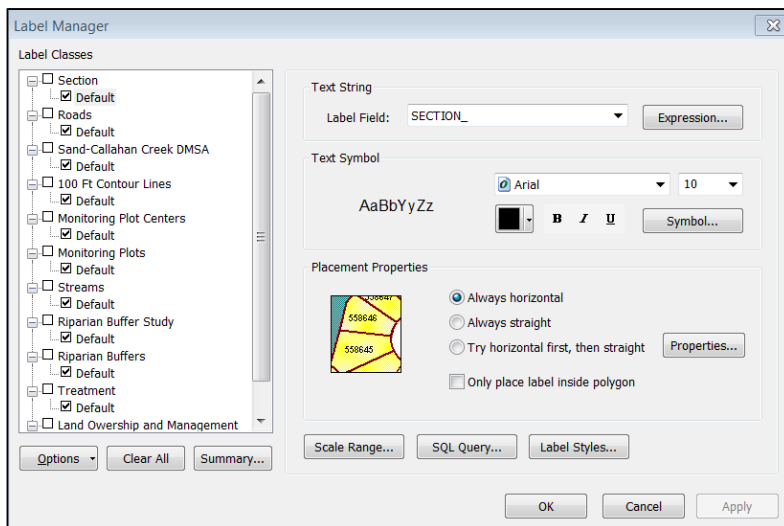 Label Manager
Label Classes
Section
Default
Roads
Default
Sand-Callahan Creek DMSA
Default
100 Ft Contour Lines
Default
Monitoring Plot Centers
Default
Monitoring Plots
Default
Streams
Default
Riparian Buffer Study
Default
Riparian Buffers
Default
Treatment
Default
Land Owership and Management
Options
Clear All
Summary...
Text String
Label Field:
SECTION_
Expression...
Text Symbol
AaBbYyZz
Arial
10
B I U
Symbol...
Placement Properties
558647
558646
558645
Always horizontal
Always straight
Try horizontal first, then straight
Properties...
Only place label inside polygon
Scale Range...
SQL Query...
Label Styles...
OK
Cancel
Apply